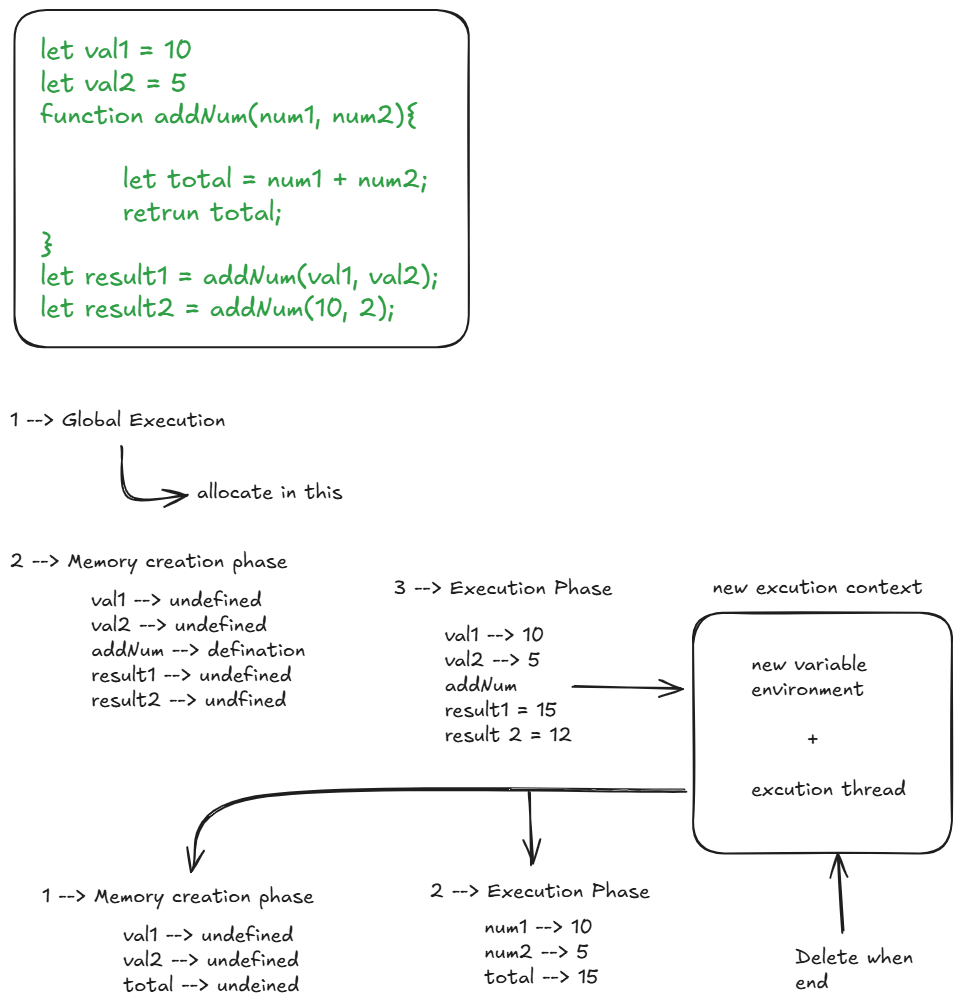 let val1 = 10
let val2 = 5
function addNum(num1, num2){
let total = num1 + num2;
retrun total;
}
let result1 = addNum(val1, val2);
let result2 = addNum(10, 2);
1 --> Global Execution
allocate in this
2 --> Memory creation phase
val1 --> undefined
val2 --> undefined
addNum --> defination
result1 --> undefined
result2 --> undfined
3 --> Execution Phase
val1 --> 10
val2 --> 5
addNum
result1 = 15
result 2 = 12
new excution context
new variable
environment
+
excution thread
1 --> Memory creation phase
val1 --> undefined
val2 --> undefined
total --> undeined
2 --> Execution Phase
num1 --> 10
num2 --> 5
total --> 15
Delete when
end